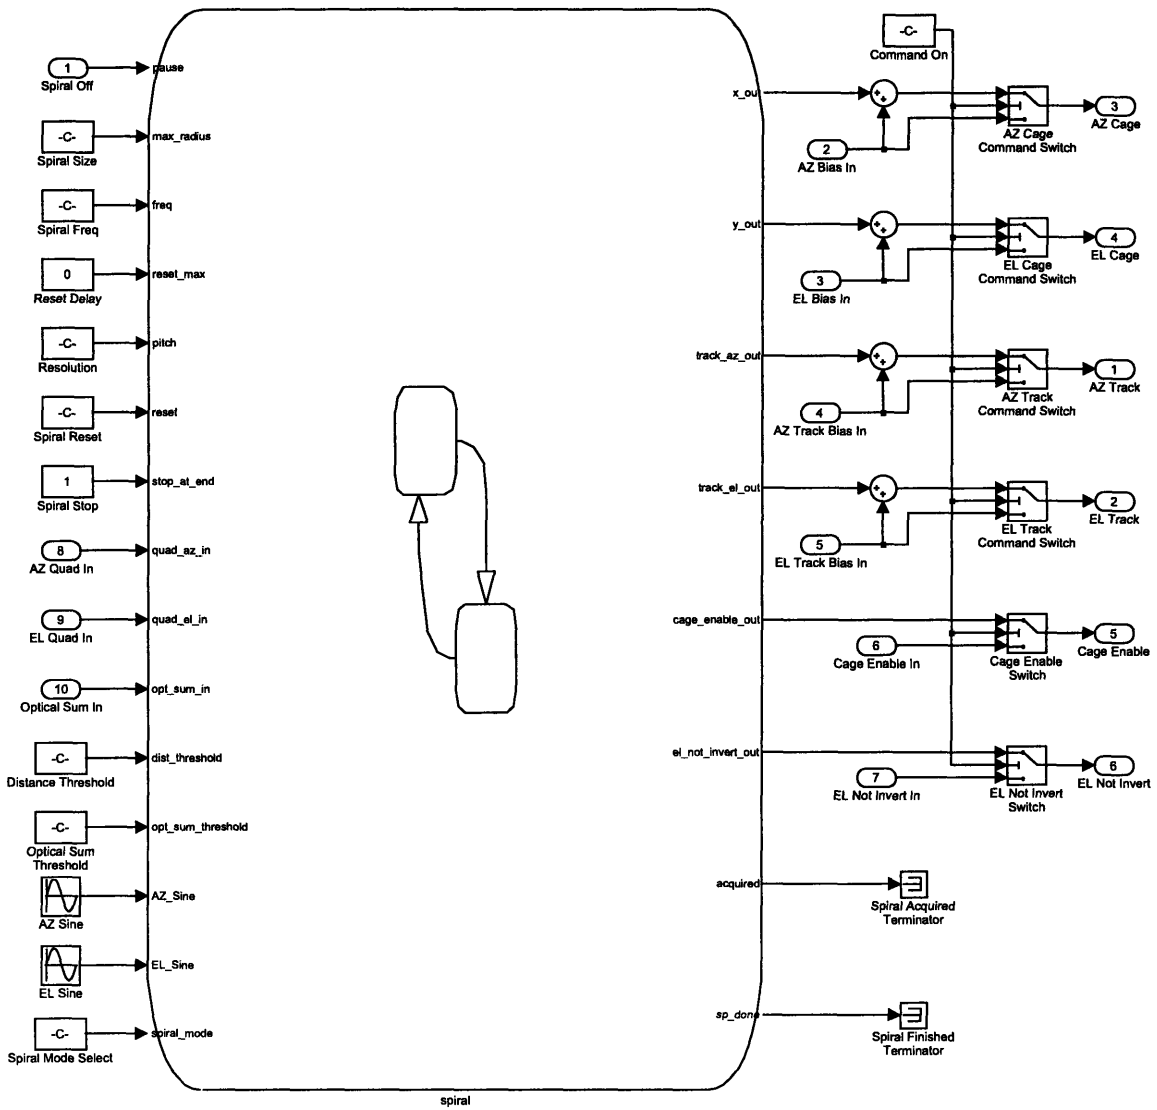 1
Spiral Off
pause
-C-
Spiral Size
max_radius
-C-
Spiral Freq
freq
0
Reset Delay
reset_max
-C-
Resolution
pitch
-C-
Spiral Reset
reset
1
Spiral Stop
stop_at_end
8
AZ Quad In
quad_az_in
9
EL Quad In
quad_el_in
10
Optical Sum In
opt_sum_in
-C-
Distance Threshold
dist_threshold
-C-
Optical Sum
Threshold
opt_sum_threshold
AZ Sine
AZ_Sine
EL Sine
EL_Sine
-C-
Spiral Mode Select
spiral_mode
spiral
-C-
Command On
x_out
2
AZ Bias In
AZ Cage
Command Switch
3
AZ Cage
y_out
3
EL Bias In
EL Cage
Command Switch
4
EL Cage
track_az_out
4
AZ Track Bias In
AZ Track
Command Switch
1
AZ Track
track_el_out
5
EL Track Bias In
EL Track
Command Switch
2
EL Track
cage_enable_out
6
Cage Enable In
Cage Enable
Switch
5
Cage Enable
el_not_invert_out
7
EL Not Invert In
EL Not Invert
Switch
6
EL Not Invert
acquired
Spiral Acquired
Terminator
sp_done
Spiral Finished
Terminator